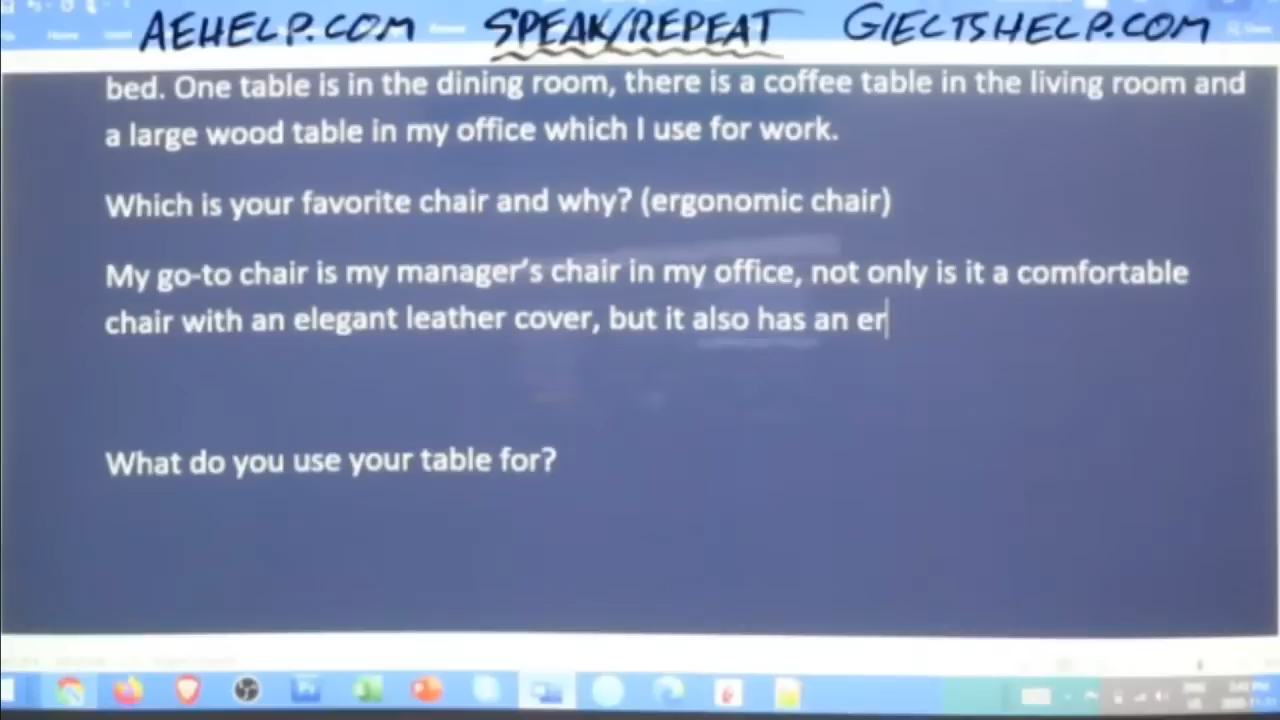 AEHELP.COM SPEAK/REPEAT GIELTSHELP.COM
bed. One table is in the dining room, there is a coffee table in the living room and
a large wood table in my office which I use for work.
Which is your favorite chair and why? (ergonomic chair)
My go-to chair is my manager's chair in my office, not only is it a comfortable
chair with an elegant leather cover, but it also has an er
What do you use your table for?